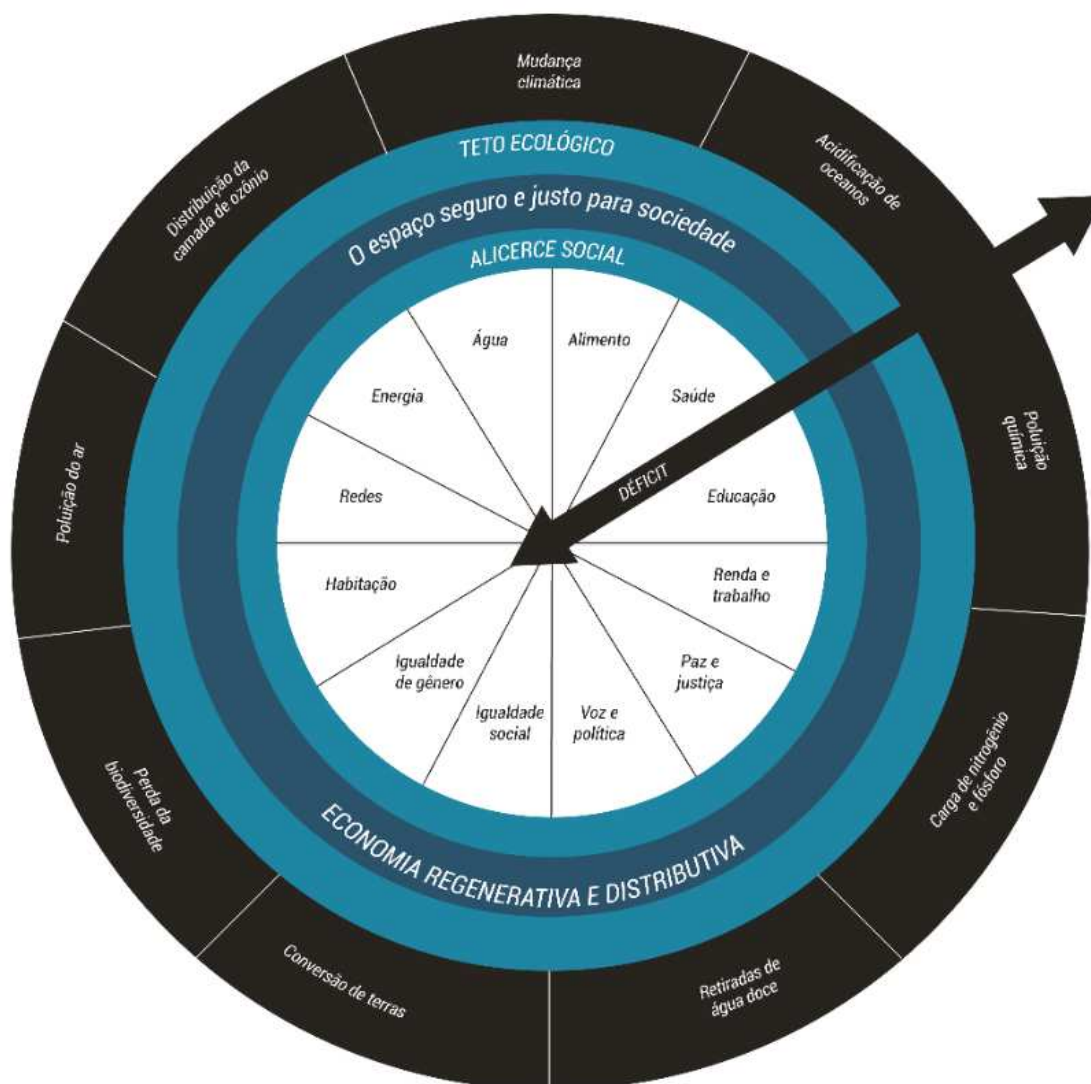 Mudança
climática
Acidificação de
oceanos
Poluição
química
Carga de nitrogênio
e fósforo
Retiradas de
água doce
Conversão de terras
Perda da
biodiversidade
Poluição do ar
Distribuição da
camada de ozônio
TETO ECOLÓGICO
O espaço seguro e justo para sociedade
ALICERCE SOCIAL
Água
Alimento
Energia
Saúde
DÉFICIT
Redes
Educação
Habitação
Renda e
trabalho
Igualdade
de gênero
Paz e
justiça
Igualdade
social
Voz e
política
ECONOMIA REGENERATIVA E DISTRIBUTIVA